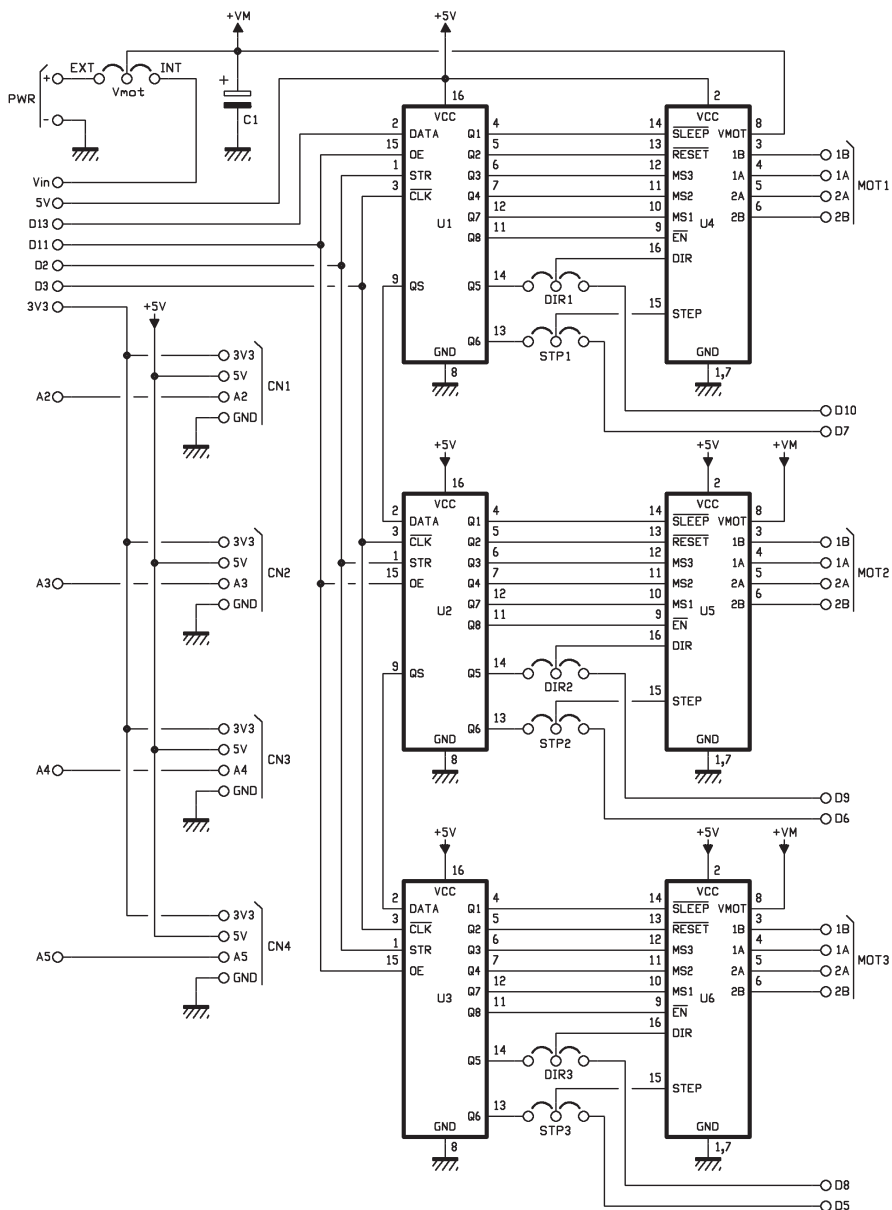 +VM
+5V
EXT INT
PWR + Vmot + 16 2
- C1 VCC VCC
2 DATA Q1 4 14 SLEEP VMOT 8
Vin 15 OE Q2 5 13 RESET 1B 3 1B
5V 1 STR Q3 6 12 MS3 1A 4 1A
D13 3 CLK Q4 7 11 MS2 2A 5 2A MOT1
D11 U1 Q7 12 10 MS1 U4 2B 6 2B
D2 Q8 11 9 EN
D3 16 DIR
3V3 9 QS Q5 14 DIR1
+5V 15 STEP
Q6 13 STP1
GND GND
8 1,7
3V3
5V
A2 A2 CN1
GND
D10
D7
+5V +5V +VM
16 2
VCC VCC
2 DATA Q1 4 14 SLEEP VMOT 8
3 CLK Q2 5 13 RESET 1B 3 1B
1 STR Q3 6 12 MS3 1A 4 1A
15 OE Q4 7 11 MS2 2A 5 2A MOT2
U2 Q7 12 10 MS1 U5 2B 6 2B
Q8 11 9 EN
16 DIR
9 QS Q5 14 DIR2
15 STEP
Q6 13 STP2
GND GND
8 1,7
3V3
5V
A3 A3 CN2
GND
D9
D6
3V3
5V
A4 A4 CN3
GND
+5V +5V +VM
16 2
VCC VCC
2 DATA Q1 4 14 SLEEP VMOT 8
3 CLK Q2 5 13 RESET 1B 3 1B
1 STR Q3 6 12 MS3 1A 4 1A
15 OE Q4 7 11 MS2 2A 5 2A MOT3
U3 Q7 12 10 MS1 U6 2B 6 2B
Q8 11 9 EN
16 DIR
Q5 14 DIR3
15 STEP
Q6 13 STP3
GND GND
8 1,7
3V3
5V
A5 A5 CN4
GND
D8
D5